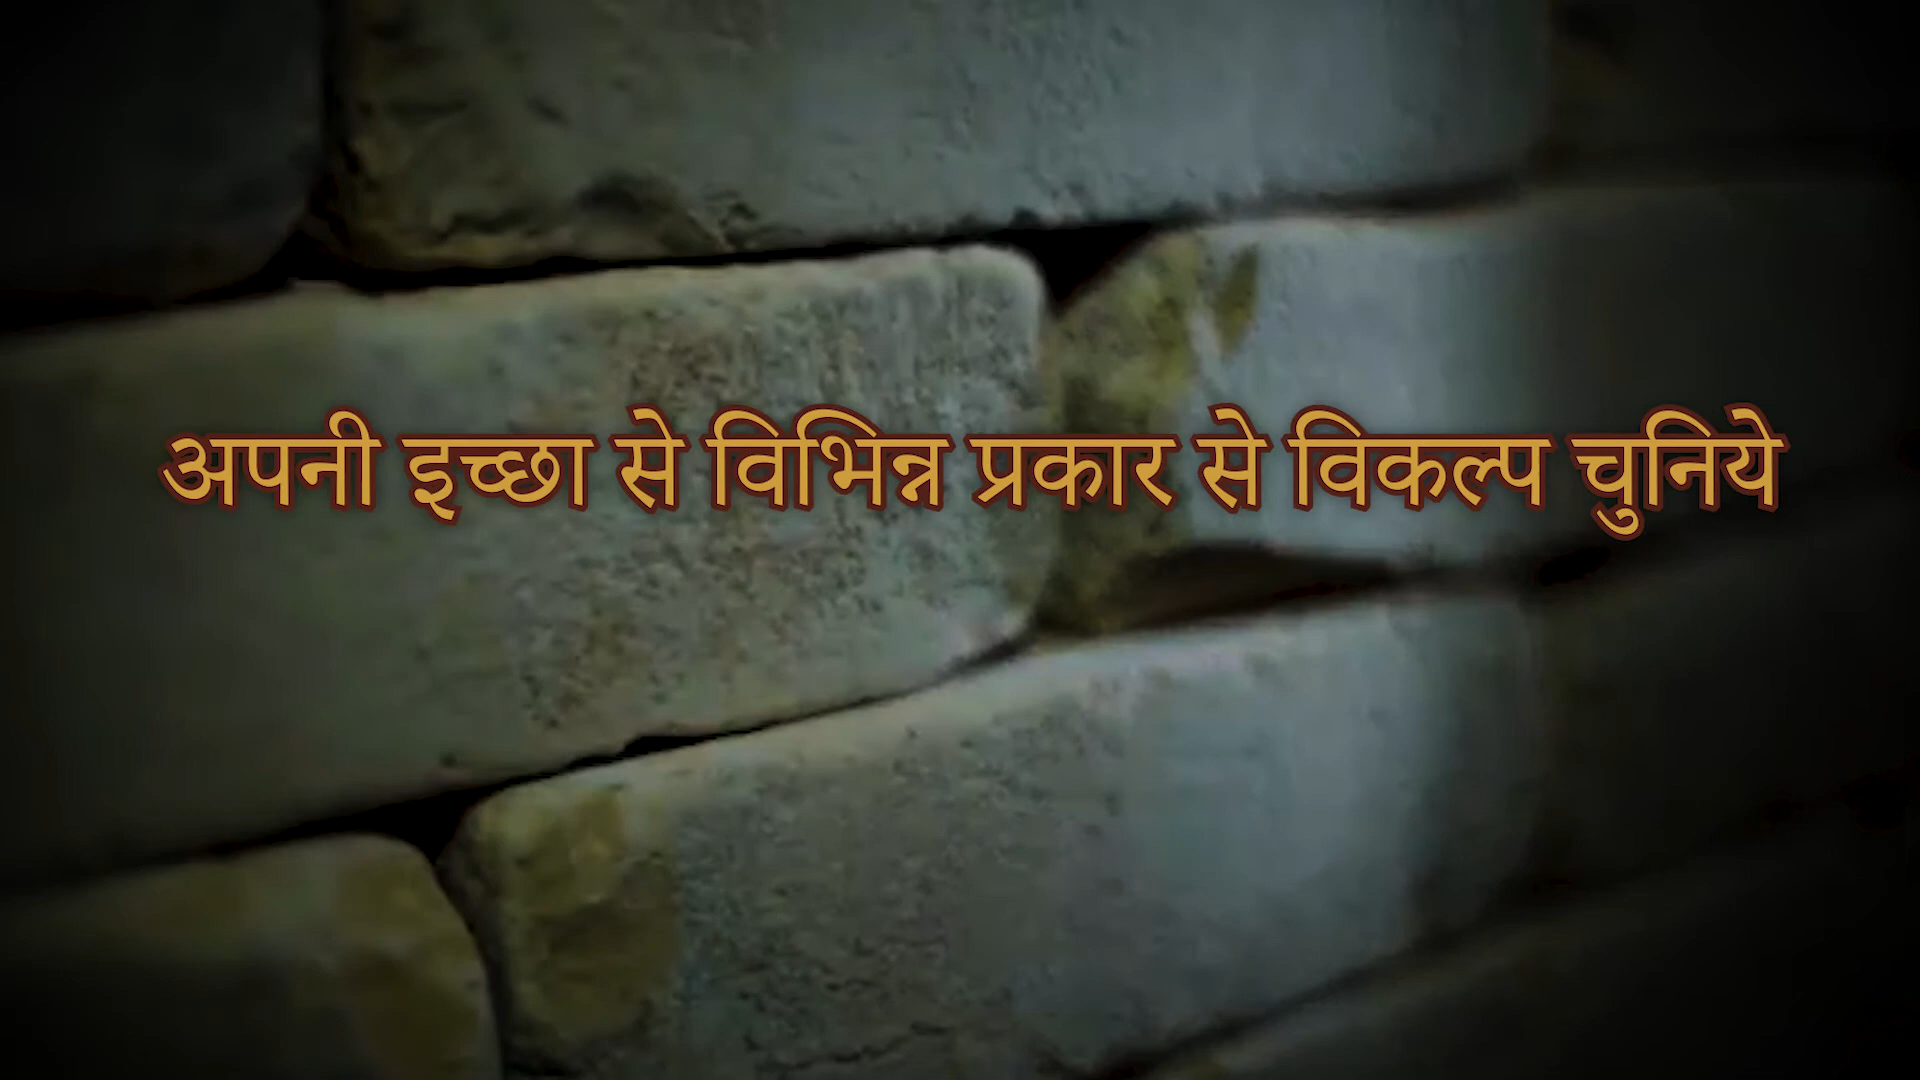 अपनी इच्छा से विभिन्न प्रकार से विकल्प चुनिये